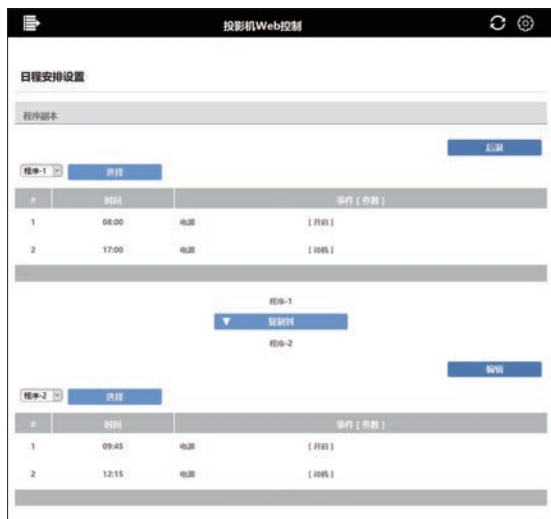 投影机Web控制
日程安排设置
程序副本
后退
程序-1 选择
# 时间 事件 [ 参数 ]
1 08:00 电源 [ 开启 ]
2 17:00 电源 [ 待机 ]
程序-1
▼ 复制到
程序-2
编辑
程序-2 选择
# 时间 事件 [ 参数 ]
1 09:45 电源 [ 开启 ]
2 12:15 电源 [ 待机 ]